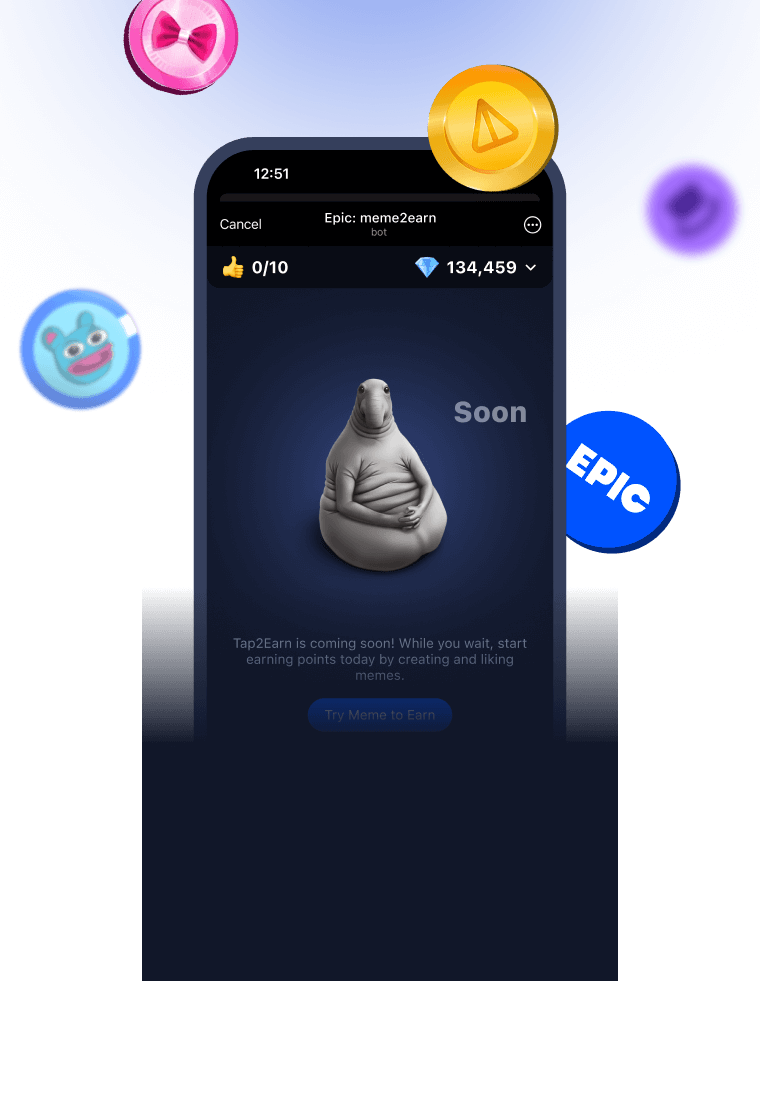 12:51
Cancel
Epic: meme2earn
bot
0/10
134,459
Soon
EPIC
Tap2Earn is coming soon! While you wait, start
earning points today by creating and liking
memes.
Try Meme to Earn